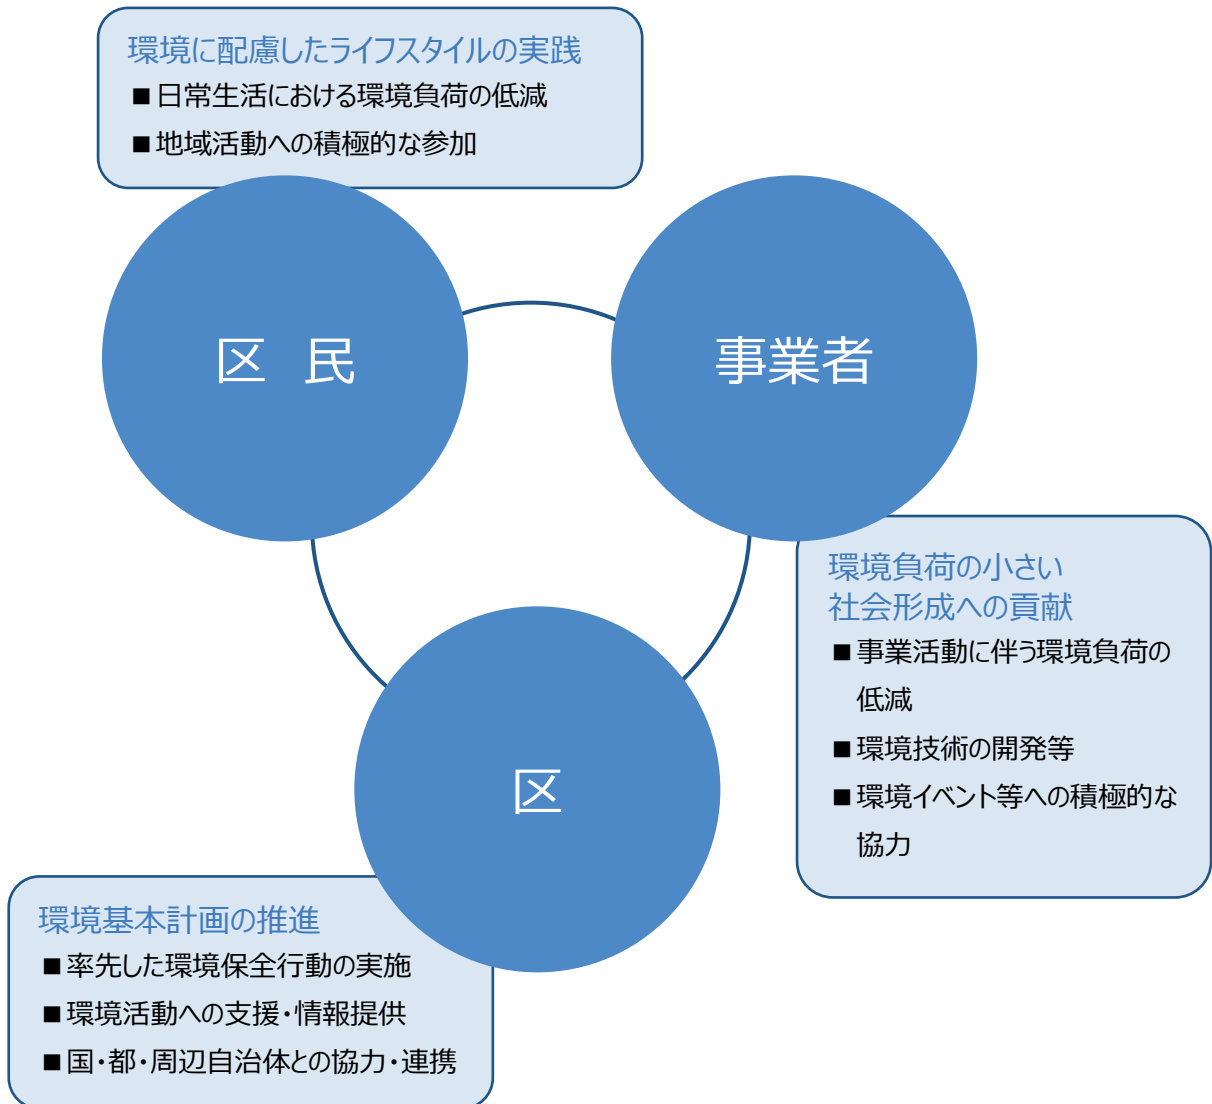 環境に配慮したライフスタイルの実践
■日常生活における環境負荷の低減
■地域活動への積極的な参加
区　民
事業者
環境負荷の小さい
社会形成への貢献
■事業活動に伴う環境負荷の
低減
■環境技術の開発等
■環境イベント等への積極的な
協力
区
環境基本計画の推進
■率先した環境保全行動の実施
■環境活動への支援・情報提供
■国・都・周辺自治体との協力・連携